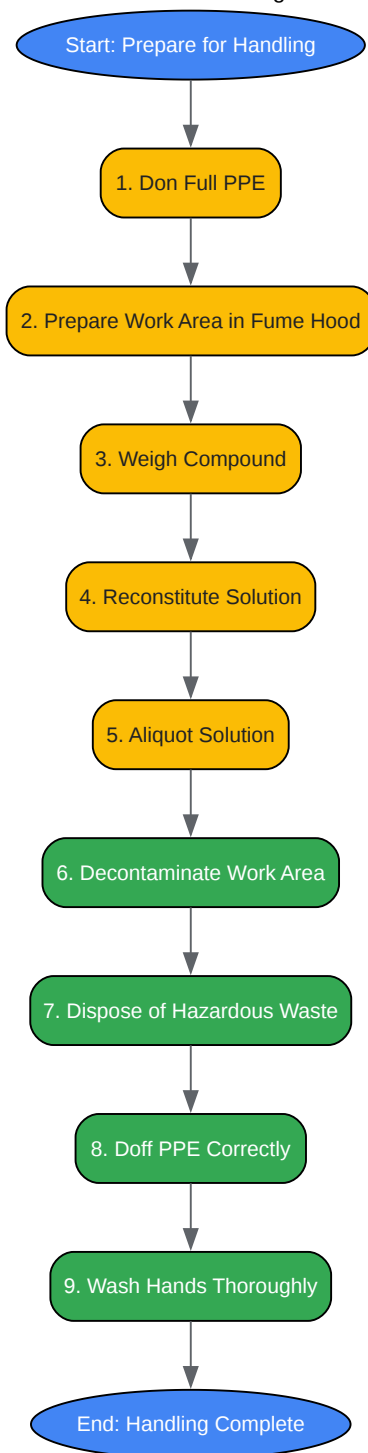 Start: Prepare for Handling
1. Don Full PPE
2. Prepare Work Area in Fume Hood
3. Weigh Compound
4. Reconstitute Solution
5. Aliquot Solution
6. Decontaminate Work Area
7. Dispose of Hazardous Waste
8. Doff PPE Correctly
9. Wash Hands Thoroughly
End: Handling Complete